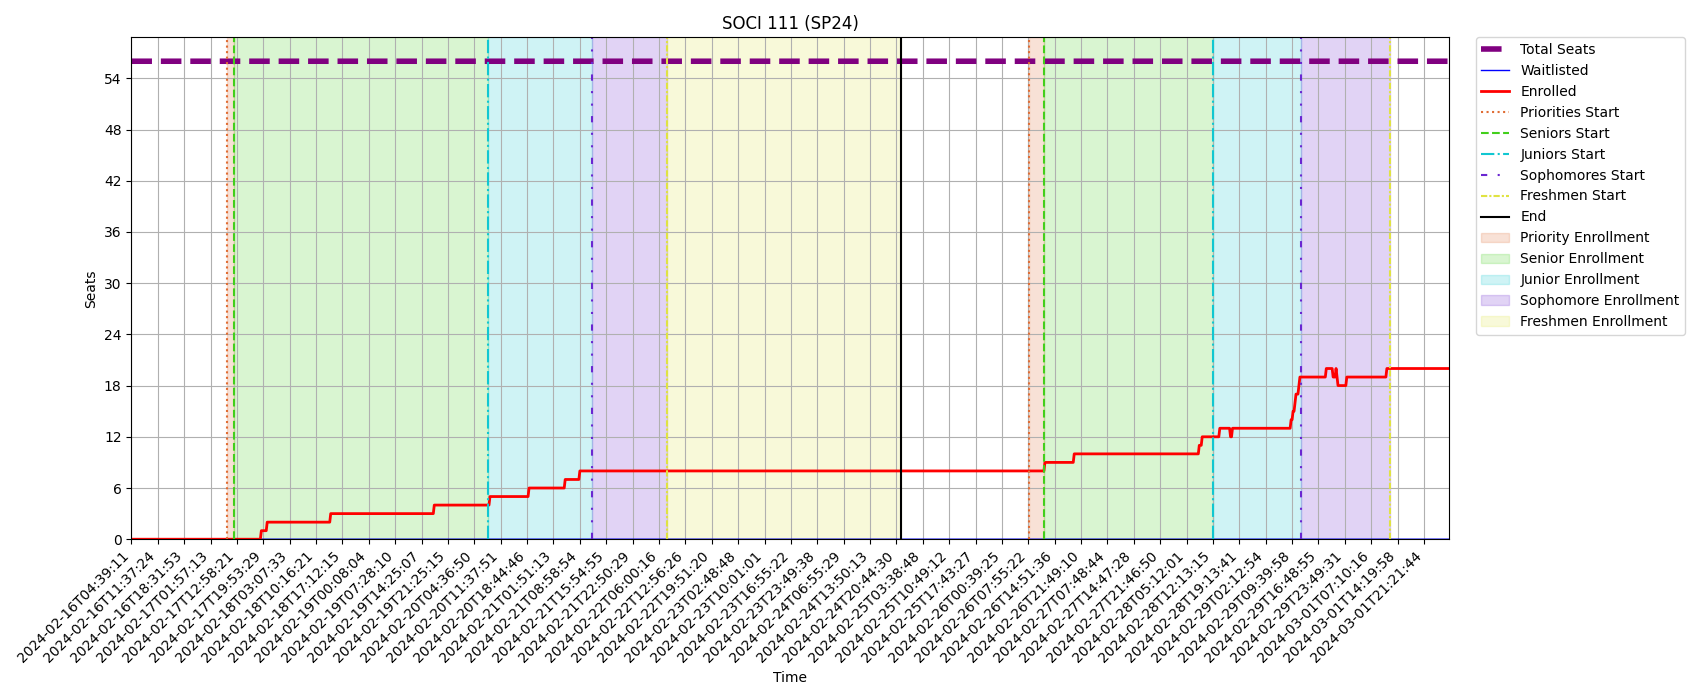 SOCI 111 (SP24)
Seats
54
48
42
36
30
24
18
12
6
0
2024-02-16T04:39:11
2024-02-16T11:37:24
2024-02-16T18:31:53
2024-02-17T01:57:13
2024-02-17T12:58:21
2024-02-17T19:53:29
2024-02-18T03:07:33
2024-02-18T10:16:21
2024-02-18T17:12:15
2024-02-19T00:08:04
2024-02-19T07:28:10
2024-02-19T14:25:07
2024-02-19T21:25:15
2024-02-20T04:36:50
2024-02-20T11:37:51
2024-02-20T18:44:46
2024-02-21T01:51:13
2024-02-21T08:58:54
2024-02-21T15:54:55
2024-02-21T22:50:29
2024-02-22T06:00:16
2024-02-22T12:56:26
2024-02-22T19:51:20
2024-02-23T02:48:48
2024-02-23T10:01:01
2024-02-23T16:55:22
2024-02-23T23:49:38
2024-02-24T06:55:29
2024-02-24T13:50:13
2024-02-24T20:44:30
2024-02-25T03:38:48
2024-02-25T10:49:12
2024-02-25T17:43:27
2024-02-26T00:39:25
2024-02-26T07:55:22
2024-02-26T14:51:36
2024-02-26T21:49:10
2024-02-27T07:48:44
2024-02-27T14:47:28
2024-02-27T21:46:50
2024-02-28T05:12:01
2024-02-28T12:13:15
2024-02-28T19:13:41
2024-02-29T02:12:54
2024-02-29T09:39:58
2024-02-29T16:48:55
2024-02-29T23:49:31
2024-03-01T07:10:16
2024-03-01T14:19:58
2024-03-01T21:21:44
Time
Total Seats
Waitlisted
Enrolled
Priorities Start
Seniors Start
Juniors Start
Sophomores Start
Freshmen Start
End
Priority Enrollment
Senior Enrollment
Junior Enrollment
Sophomore Enrollment
Freshmen Enrollment